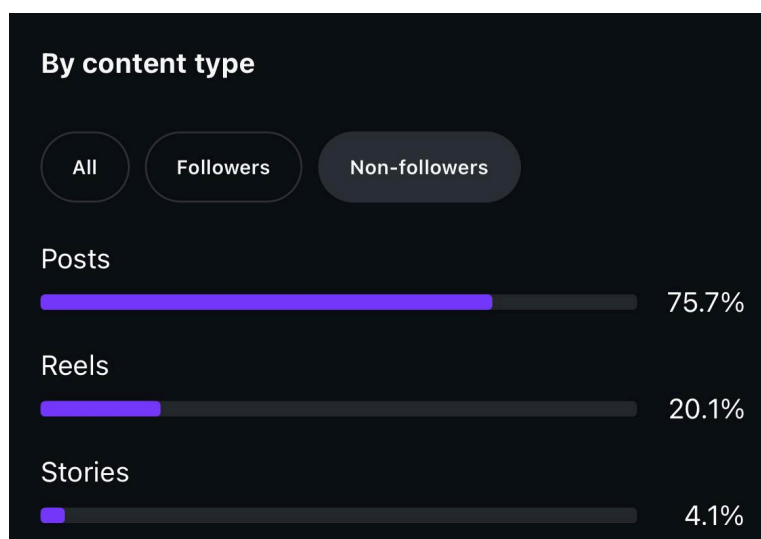 By content type
All Followers Non-followers
Posts
75.7%
Reels
20.1%
Stories
4.1%